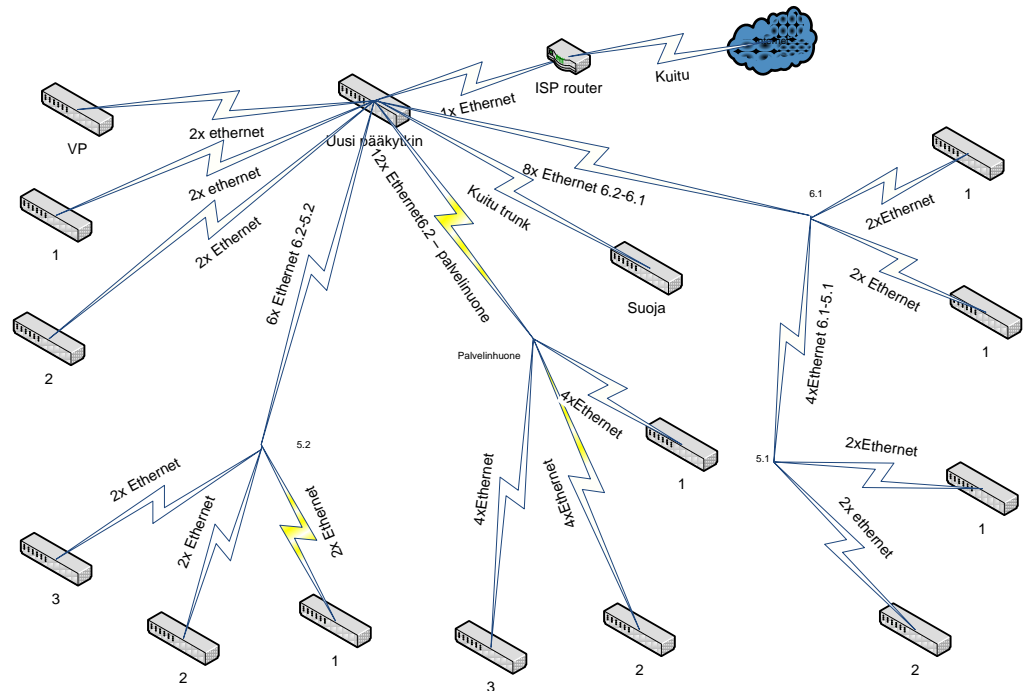 Internet
ISP router
Kuitu
1x Ethernet
VP
2x ethernet
Uusi pääkytkin
1
2x ethernet
2x Ethernet
2
6x Ethernet 6.2-5.2
12x Ethernet6.2 – palvelinuone
Kuitu trunk
8x Ethernet 6.2-6.1
Suoja
6.1
2xEthernet
1
2x Ethernet
1
4xEthernet 6.1-5.1
Palvelinhuone
4xEthernet
1
4xEthernet
4xEthernet
3
2
5.2
2x Ethernet
3
2x Ethernet
2
2x Ethernet
1
5.1
2xEthernet
1
2x ethernet
2